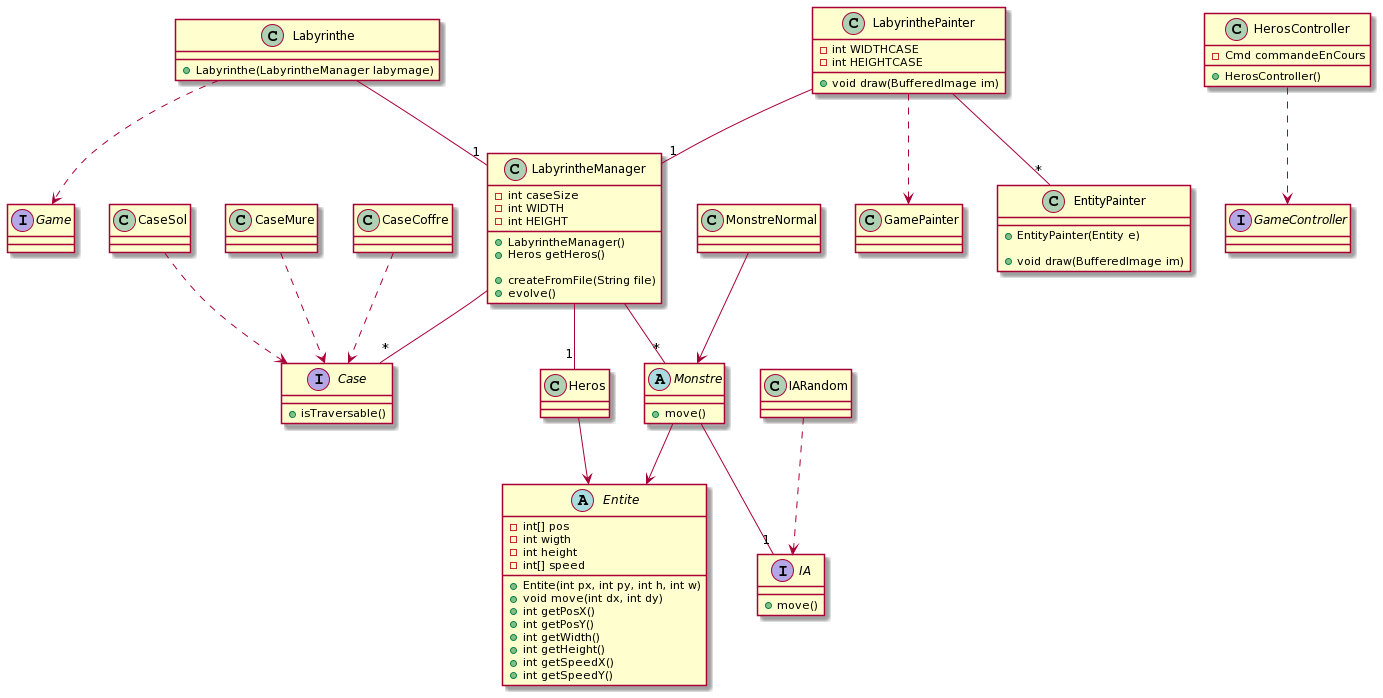 C Labyrinthe
Labyrinthe(LabyrintheManager labymage)
C LabyrinthePainter
int WIDTHCASE
int HEIGHTCASE
void draw(BufferedImage im)
C HerosController
Cmd commandeEnCours
HerosController()
1
1
*
I Game
C CaseSol
C CaseMure
C CaseCoffre
C LabyrintheManager
int caseSize
int WIDTH
int HEIGHT
LabyrintheManager()
Heros getHeros()
createFromFile(String file)
evolve()
C MonstreNormal
C GamePainter
C EntityPainter
EntityPainter(Entity e)
void draw(BufferedImage im)
I GameController
*
1
*
I Case
isTraversable()
C Heros
A Monstre
move()
C IARandom
A Entite
int[] pos
int wigth
int height
int[] speed
Entite(int px, int py, int h, int w)
void move(int dx, int dy)
int getPosX()
int getPosY()
int getWidth()
int getHeight()
int getSpeedX()
int getSpeedY()
1
I IA
move()